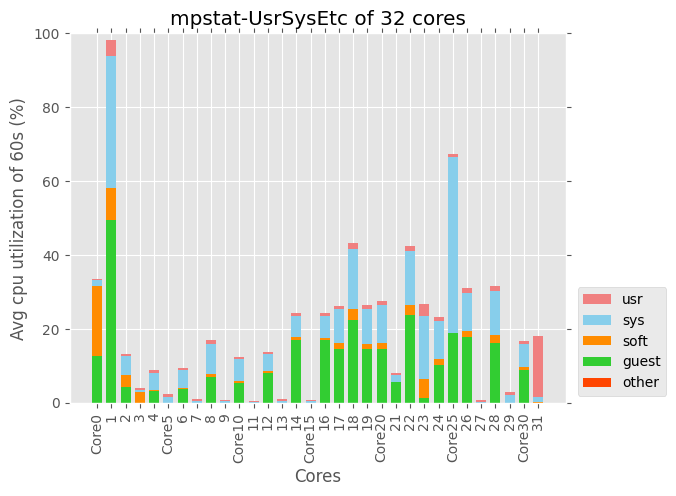 mpstat-UsrSysEtc of 32 cores
Avg cpu utilization of 60s (%)
100
80
60
40
20
0
Core0
1
2
3
4
Core5
6
7
8
9
Core10
11
12
13
14
Core15
16
17
18
19
Core20
21
22
23
24
Core25
26
27
28
29
Core30
31
Cores
usr
sys
soft
guest
other